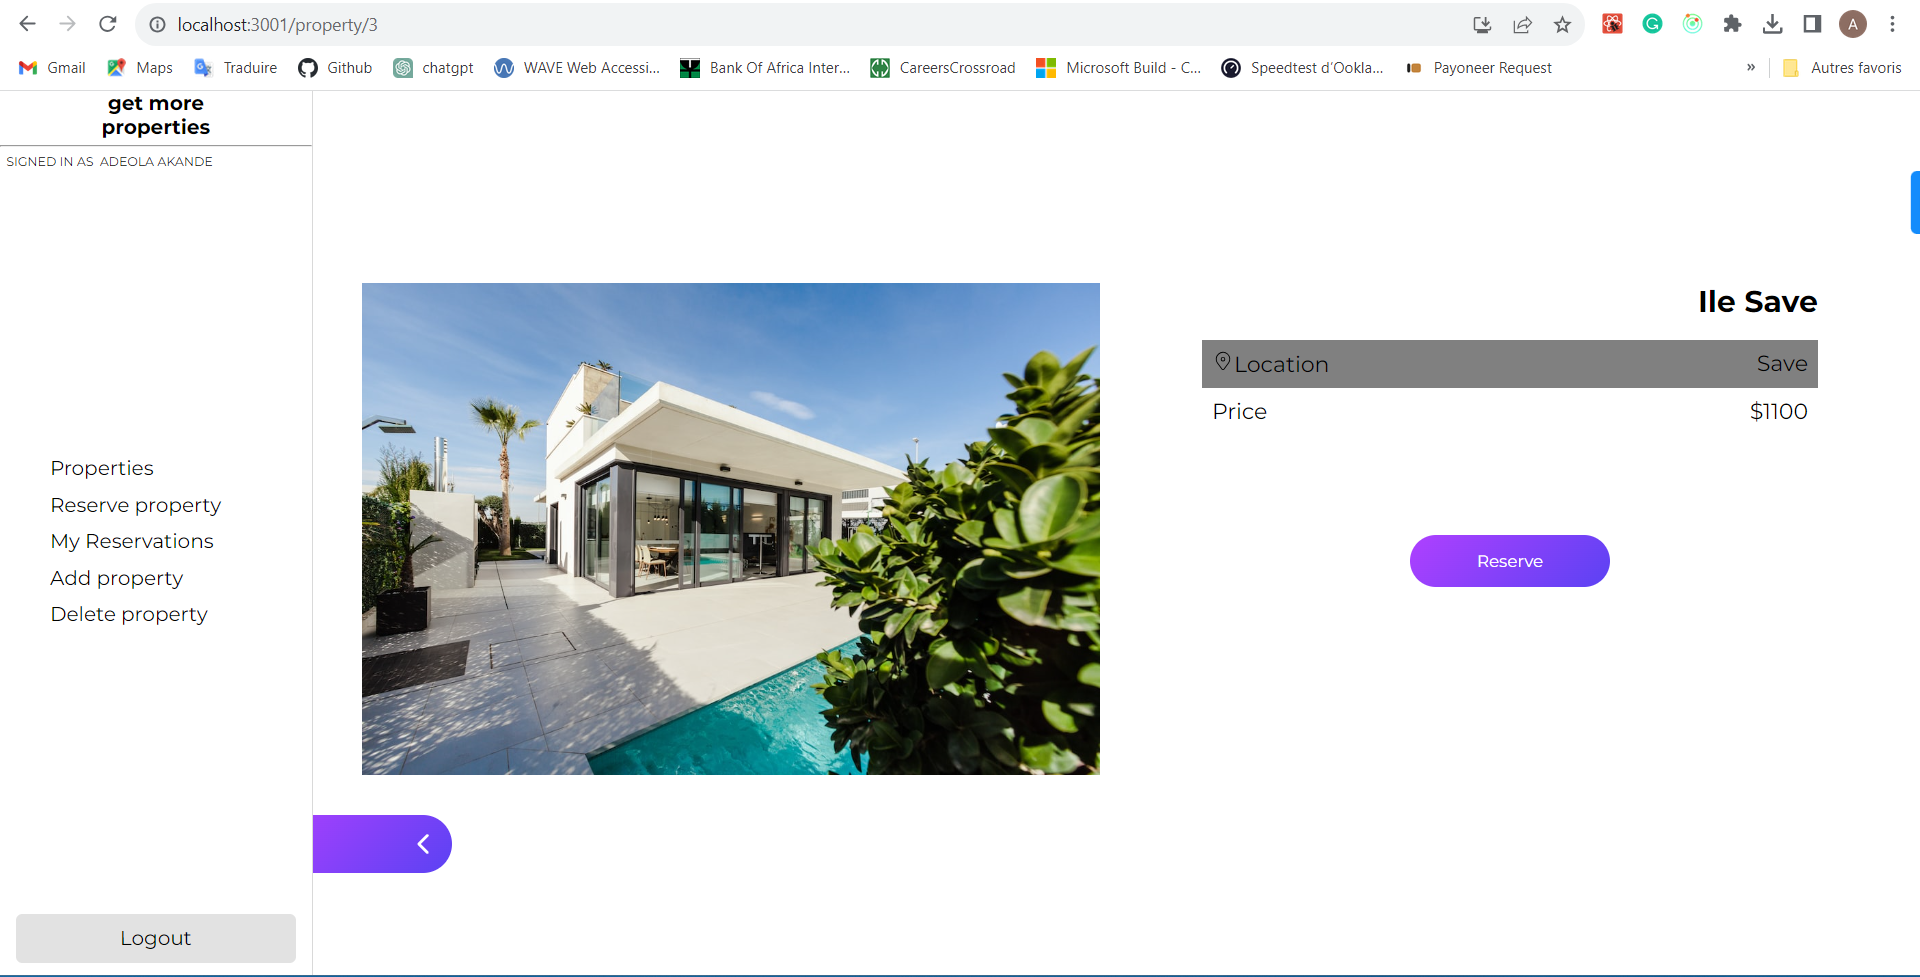 localhost:3001/property/3
A
Gmail
Maps
Traduire
Github
chatgpt
WAVE Web Accessi...
Bank Of Africa Inter...
CareersCrossroad
Microsoft Build - C...
Speedtest d'Ookla...
Payoneer Request
»
Autres favoris
get more
properties
SIGNED IN AS ADEOLA AKANDE
Properties
Reserve property
My Reservations
Add property
Delete property
Logout
Ile Save
Location Save
Price $1100
Reserve